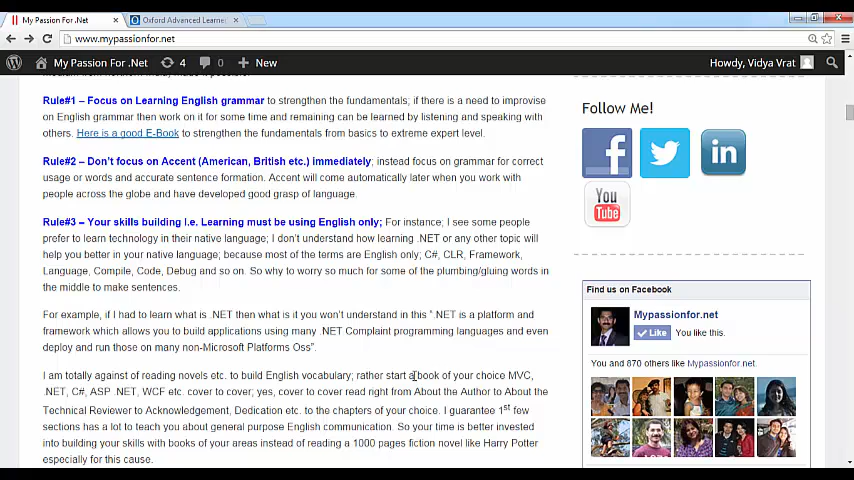 My Passion For .Net
Oxford Advanced Learne
www.mypassionfor.net
My Passion For .Net
4
0
New
Howdy, Vidya Vrat
Rule#1 – Focus on Learning English grammar to strengthen the fundamentals; if there is a need to improvise
on English grammar then work on it for some time and remaining can be learned by listening and speaking with
others. Here is a good E-Book to strengthen the fundamentals from basics to extreme expert level.
Rule#2 – Don't focus on Accent (American, British etc.) immediately; instead focus on grammar for correct
usage or words and accurate sentence formation. Accent will come automatically later when you work with
people across the globe and have developed good grasp of language.
Rule#3 – Your skills building I.e. Learning must be using English only; For instance; I see some people
prefer to learn technology in their native language; I don't understand how learning .NET or any other topic will
help you better in your native language; because most of the terms are English only; C#, CLR, Framework,
Language, Compile, Code, Debug and so on. So why to worry so much for some of the plumbing/gluing words in
the middle to make sentences.
For example, if I had to learn what is .NET then what is it you won't understand in this ".NET is a platform and
framework which allows you to build applications using many .NET Complaint programming languages and even
deploy and run those on many non-Microsoft Platforms Oss".
I am totally against of reading novels etc. to build English vocabulary; rather start a book of your choice MVC,
.NET, C#, ASP .NET, WCF etc. cover to cover; yes, cover to cover read right from About the Author to About the
Technical Reviewer to Acknowledgement, Dedication etc. to the chapters of your choice. I guarantee 1st few
sections has a lot to teach you about general purpose English communication. So your time is better invested
into building your skills with books of your areas instead of reading a 1000 pages fiction novel like Harry Potter
especially for this cause.
Follow Me!
f
in
You
Tube
Find us on Facebook
Mypassionfor.net
Like
You like this.
You and 870 others like Mypassionfor.net.